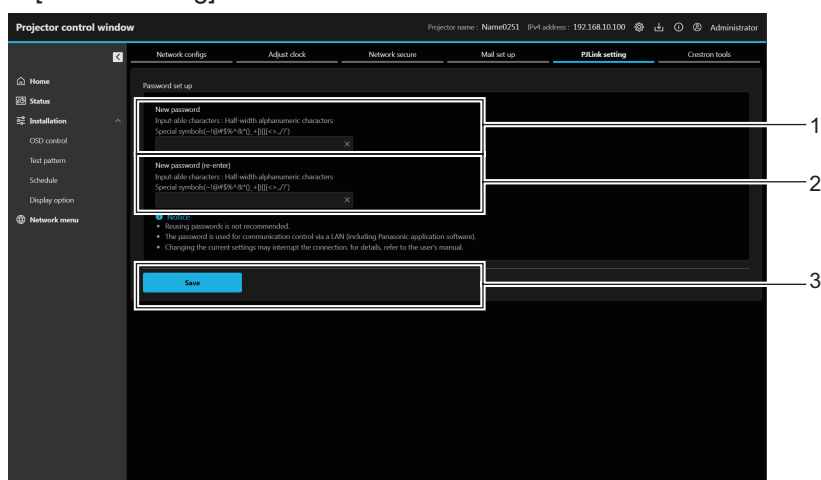 Projector control window
Projector name : Name0251 IPv4 address : 192.168.10.100 Administrator
Network configs Adjust clock Network secure Mail set up PJLink setting Crestron tools
Home
Status
Installation
OSD control
Test pattern
Schedule
Display option
Network menu
Password set up
New password
Input-able characters : Half-width alphanumeric characters
1
New password (re-enter)
Input-able characters : Half-width alphanumeric characters
2
Notice
• Reusing passwords is not recommended.
• The password is used for communication control via a LAN (including Panasonic application software).
• Changing the current settings may interrupt the connection. for details, refer to the user's manual.
Save
3